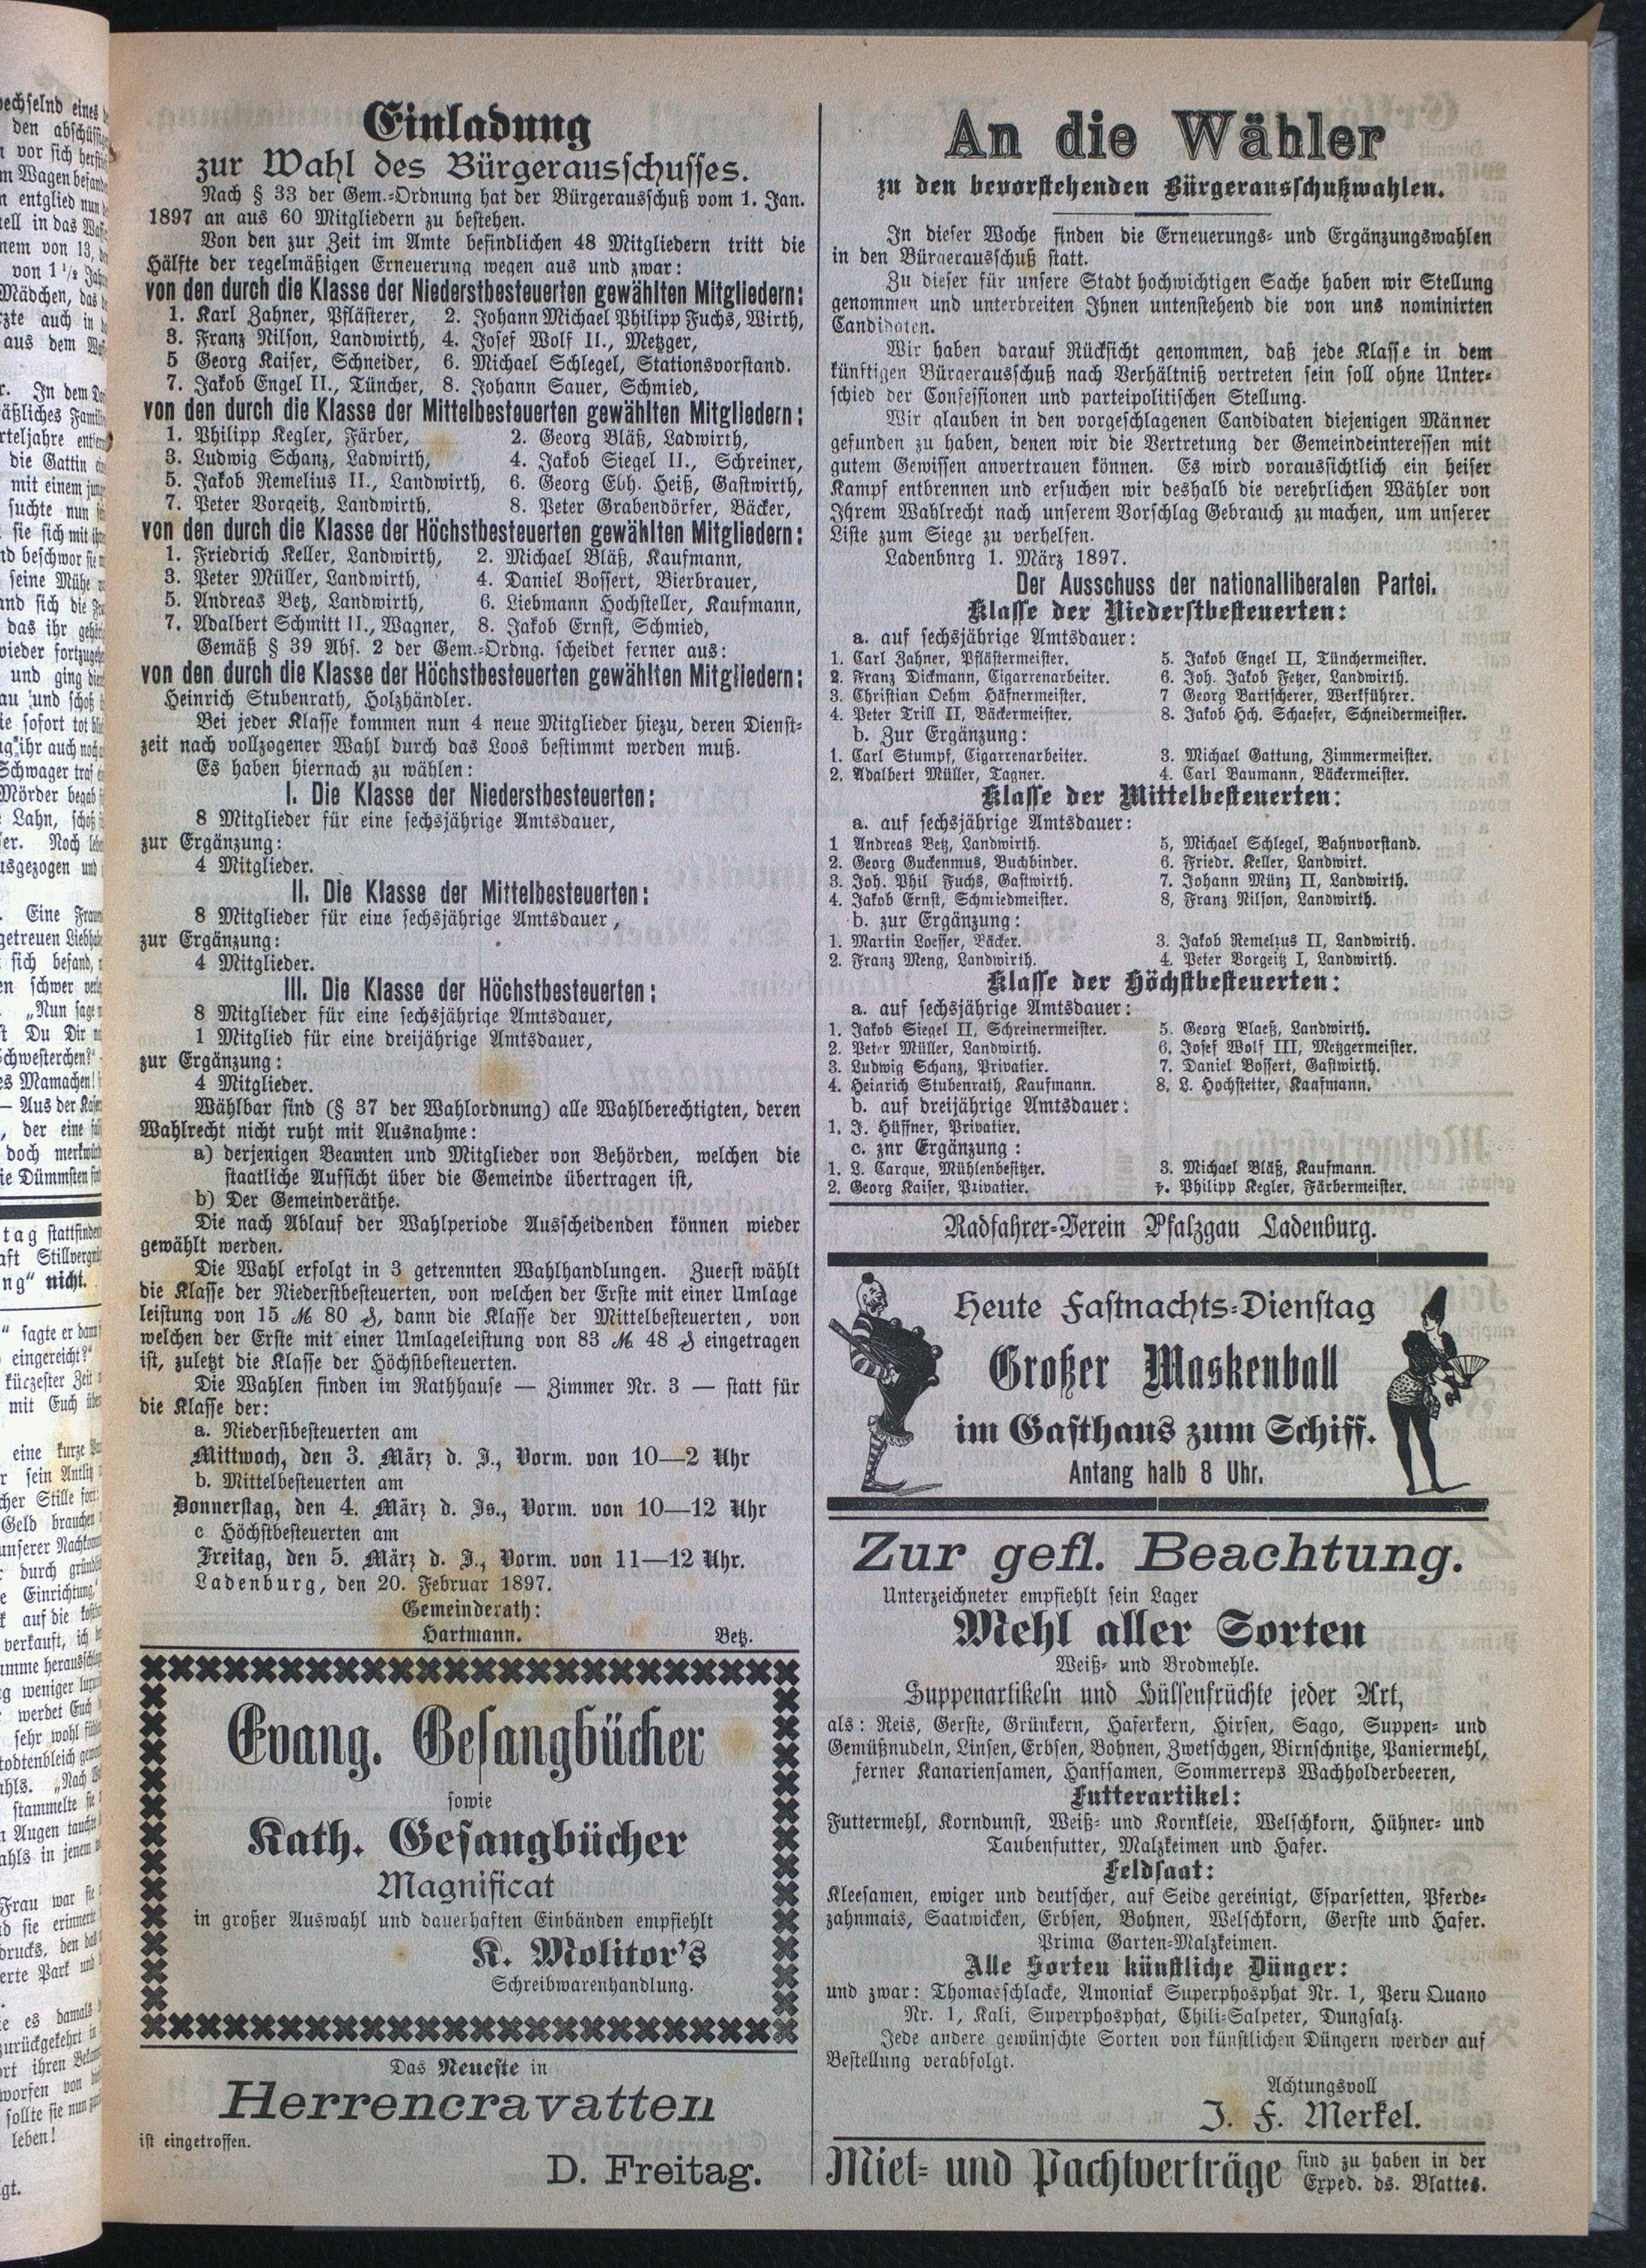 Einladung
zur Wahl des Bürgerausschusses.
Nach § 33 der Gem.-Ordnung hat der Bürgerausschuß vom 1. Jan.
1897 an aus 60 Mitgliedern zu bestehen.
Von den zur Zeit im Amte befindlichen 48 Mitgliedern tritt die
Hälfte der regelmäßigen Erneuerung wegen aus und zwar:
von den durch die Klasse der Niederstbesteuerten gewählten Mitgliedern:
1. Karl Zahner, Pflästerer, 2. Johann Michael Philipp Fuchs, Wirth,
3. Franz Nilson, Landwirth, 4. Josef Wolf II., Metzger,
5 Georg Kaiser, Schneider, 6. Michael Schlegel, Stationsvorstand.
7. Jakob Engel II., Tüncher, 8. Johann Sauer, Schmied,
von den durch die Klasse der Mittelbesteuerten gewählten Mitgliedern:
1. Philipp Kegler, Färber, 2. Georg Bläß, Ladwirth,
3. Ludwig Schanz, Ladwirth, 4. Jakob Siegel II., Schreiner,
5. Jakob Remelius II., Landwirth, 6. Georg Ebh. Heiß, Gastwirth,
7. Peter Vorgeitz, Landwirth, 8. Peter Grabendörfer, Bäcker,
von den durch die Klasse der Höchstbesteuerten gewählten Mitgliedern:
1. Friedrich Keller, Landwirth, 2. Michael Bläß, Kaufmann,
3. Peter Müller, Landwirth, 4. Daniel Bossert, Bierbrauer,
5. Andreas Betz, Landwirth, 6. Liebmann Hochsteller, Kaufmann,
7. Adalbert Schmitt II., Wagner, 8. Jakob Ernst, Schmied,
Gemäß § 39 Abs. 2 der Gem.-Ordng. scheidet ferner aus:
von den durch die Klasse der Höchstbesteuerten gewählten Mitgliedern:
Heinrich Stubenrath, Holzhändler.
Bei jeder Klasse kommen nun 4 neue Mitglieder hiezu, deren Dienst-
zeit nach vollzogener Wahl durch das Loos bestimmt werden muß.
Es haben hiernach zu wählen:
I. Die Klasse der Niederstbesteuerten:
8 Mitglieder für eine sechsjährige Amtsdauer,
zur Ergänzung:
4 Mitglieder.
II. Die Klasse der Mittelbesteuerten:
8 Mitglieder für eine sechsjährige Amtsdauer,
zur Ergänzung:
4 Mitglieder.
III. Die Klasse der Höchstbesteuerten:
8 Mitglieder für eine sechsjährige Amtsdauer,
1 Mitglied für eine dreijährige Amtsdauer,
zur Ergänzung:
4 Mitglieder.
Wählbar sind (§ 37 der Wahlordnung) alle Wahlberechtigten, deren
Wahlrecht nicht ruht mit Ausnahme:
a) derjenigen Beamten und Mitglieder von Behörden, welchen die
staatliche Aufsicht über die Gemeinde übertragen ist,
b) Der Gemeinderäthe.
Die nach Ablauf der Wahlperiode Ausscheidenden können wieder
gewählt werden.
Die Wahl erfolgt in 3 getrennten Wahlhandlungen. Zuerst wählt
die Klasse der Niederstbesteuerten, von welchen der Erste mit einer Umlage
leistung von 15 ℳ 80 ₰, dann die Klasse der Mittelbesteuerten, von
welchen der Erste mit einer Umlageleistung von 83 ℳ 48 ₰ eingetragen
ist, zuletzt die Klasse der Höchstbesteuerten.
Die Wahlen finden im Rathhause — Zimmer Nr. 3 — statt für
die Klasse der:
a. Niederstbesteuerten am
Mittwoch, den 3. März d. J., Vorm. von 10—2 Uhr
b. Mittelbesteuerten am
Donnerstag, den 4. März d. Js., Vorm. von 10—12 Uhr
c Höchstbesteuerten am
Freitag, den 5. März d. J., Vorm. von 11—12 Uhr.
Ladenburg, den 20. Februar 1897.
Gemeinderath:
Hartmann. Betz.
Evang. Gesangbücher
sowie
Kath. Gesangbücher
Magnificat
in großer Auswahl und dauerhaften Einbänden empfiehlt
K. Molitor's
Schreibwarenhandlung.
Das Neueste in
Herrencravatten
ist eingetroffen.
D. Freitag.
An die Wähler
zu den bevorstehenden Bürgerausschußwahlen.
In dieser Woche finden die Erneuerungs- und Ergänzungswahlen
in den Bürgerausschuß statt.
Zu dieser für unsere Stadt hochwichtigen Sache haben wir Stellung
genommen und unterbreiten Ihnen untenstehend die von uns nominirten
Candidaten.
Wir haben darauf Rücksicht genommen, daß jede Klasse in dem
künftigen Bürgerausschuß nach Verhältniß vertreten sein soll ohne Unter-
schied der Confessionen und parteipolitischen Stellung.
Wir glauben in den vorgeschlagenen Candidaten diejenigen Männer
gefunden zu haben, denen wir die Vertretung der Gemeindeinteressen mit
gutem Gewissen anvertrauen können. Es wird voraussichtlich ein heiser
Kampf entbrennen und ersuchen wir deshalb die verehrlichen Wähler von
Ihrem Wahlrecht nach unserem Vorschlag Gebrauch zu machen, um unserer
Liste zum Siege zu verhelfen.
Ladenbnrg 1. März 1897.
Der Ausschuss der nationalliberalen Partei.
Klasse der Niederstbesteuerten:
a. auf sechsjährige Amtsdauer:
1. Carl Zahner, Pflästermeister. 5. Jakob Engel II, Tünchermeister.
2. Franz Dickmann, Cigarrenarbeiter. 6. Joh. Jakob Fetzer, Landwirth.
3. Christian Oehm Häfnermeister. 7 Georg Bartscherer, Werkführer.
4. Peter Trill II, Bäckermeister. 8. Jakob Hch. Schaefer, Schneidermeister.
b. Zur Ergänzung:
1. Carl Stumpf, Cigarrenarbeiter. 3. Michael Gattung, Zimmermeister.
2. Adalbert Müller, Tagner. 4. Carl Baumann, Bäckermeister.
Klasse der Mittelbesteuerten:
a. auf sechsjährige Amtsdauer:
1 Andreas Betz, Landwirth. 5, Michael Schlegel, Bahnvorstand.
2. Georg Guckenmus, Buchbinder. 6. Friedr. Keller, Landwirt.
3. Joh. Phil Fuchs, Gastwirth. 7. Johann Münz II, Landwirth.
4. Jakob Ernst, Schmiedmeister. 8, Franz Nilson, Landwirth.
b. zur Ergänzung:
1. Martin Loesser, Bäcker. 3. Jakob Remelius II, Landwirth.
2. Franz Meng, Landwirth. 4. Peter Vorgeitz I, Landwirth.
Klasse der Höchstbesteuerten:
a. auf sechsjährige Amtsdauer:
1. Jakob Siegel II, Schreinermeister. 5. Georg Blaeß, Landwirth.
2. Peter Müller, Landwirth. 6. Josef Wolf III, Metzgermeister.
3. Ludwig Schanz, Privatier. 7. Daniel Bossert, Gastwirth.
4. Heinrich Stubenrath, Kaufmann. 8, L. Hochstetter, Kaufmann.
b. auf dreijährige Amtsdauer:
1. J. Hüffner, Privatier.
c. znr Ergänzung:
1. L. Carque, Mühlenbesitzer. 3. Michael Bläß, Kaufmann.
2. Georg Kaiser, Privatier. 4. Philipp Kegler, Färbermeister.
Radfahrer-Verein Pfalzgau Ladenburg.
Heute Fastnachts-Dienstag
Großer Maskenball
im Gasthaus zum Schiff.
Antang halb 8 Uhr.
Zur gefl. Beachtung.
Unterzeichneter empfiehlt sein Lager
Mehl aller Sorten
Weiß- und Brodmehle.
Suppenartikeln und Hülsenfrüchte jeder Art,
als: Reis, Gerste, Grünkern, Haferkern, Hirsen, Sago, Suppen- und
Gemüßnudeln, Linsen, Erbsen, Bohnen, Zwetschgen, Birnschnitze, Paniermehl,
ferner Kanariensamen, Hanfsamen, Sommerreps Wachholderbeeren,
Futterartikel:
Futtermehl, Korndunst, Weiß- und Kornkleie, Welschkorn, Hühner- und
Taubenfutter, Malzkeimen und Hafer.
Feldsaat:
Kleesamen, ewiger und deutscher, auf Seide gereinigt, Esparsetten, Pferde-
zahnmais, Saatwicken, Erbsen, Bohnen, Welschkorn, Gerste und Hafer.
Prima Garten-Malzkeimen.
Alle Sorten künstliche Dünger:
und zwar: Thomasschlacke, Amoniak Superphosphat Nr. 1, Peru Quano
Nr. 1, Kali, Superphosphat, Chili-Salpeter, Dungsalz.
Jede andere gewünschte Sorten von künstlichen Düngern werder auf
Bestellung verabfolgt.
Achtungsvoll
J. F. Merkel.
Miet- und Pachtverträge sind zu haben in der
Exped. ds. Blattes.